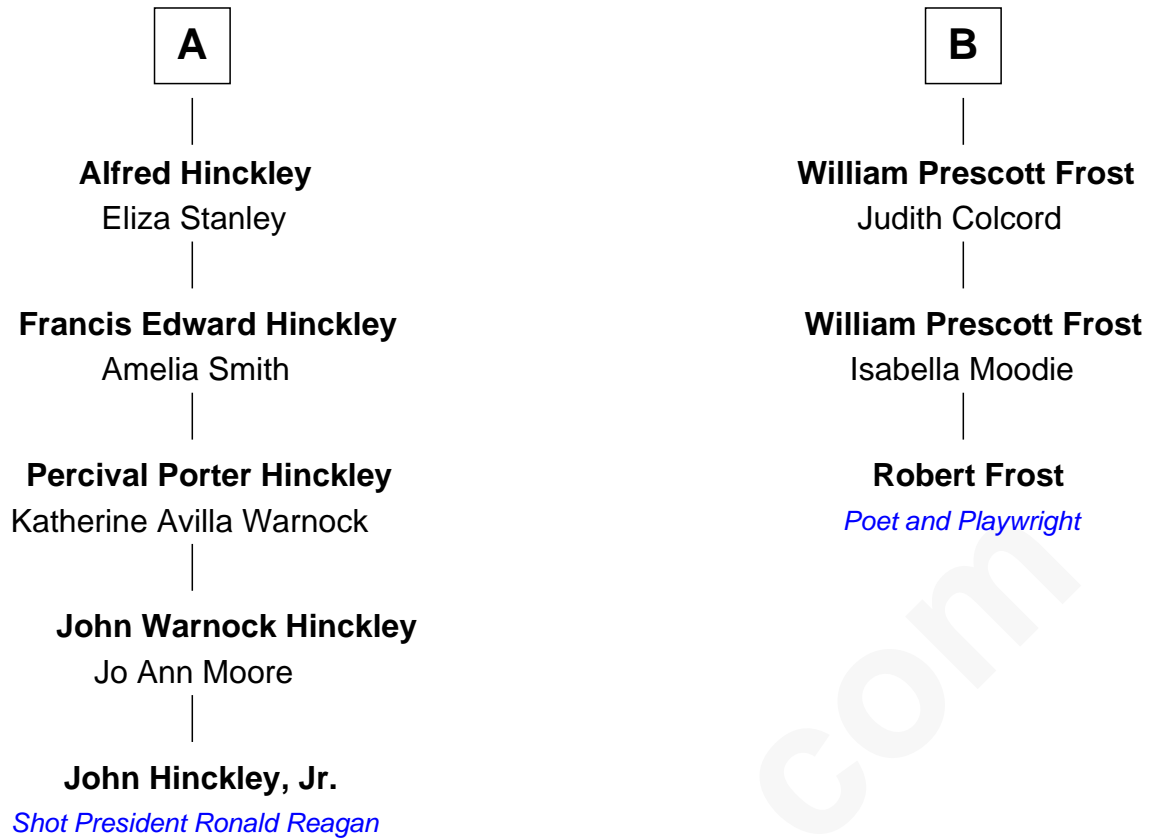 A
Alfred Hinckley
Eliza Stanley
Francis Edward Hinckley
Amelia Smith
Percival Porter Hinckley
Katherine Avilla Warnock
John Warnock Hinckley
Jo Ann Moore
John Hinckley, Jr.
Shot President Ronald Reagan
B
William Prescott Frost
Judith Colcord
William Prescott Frost
Isabella Moodie
Robert Frost
Poet and Playwright
com